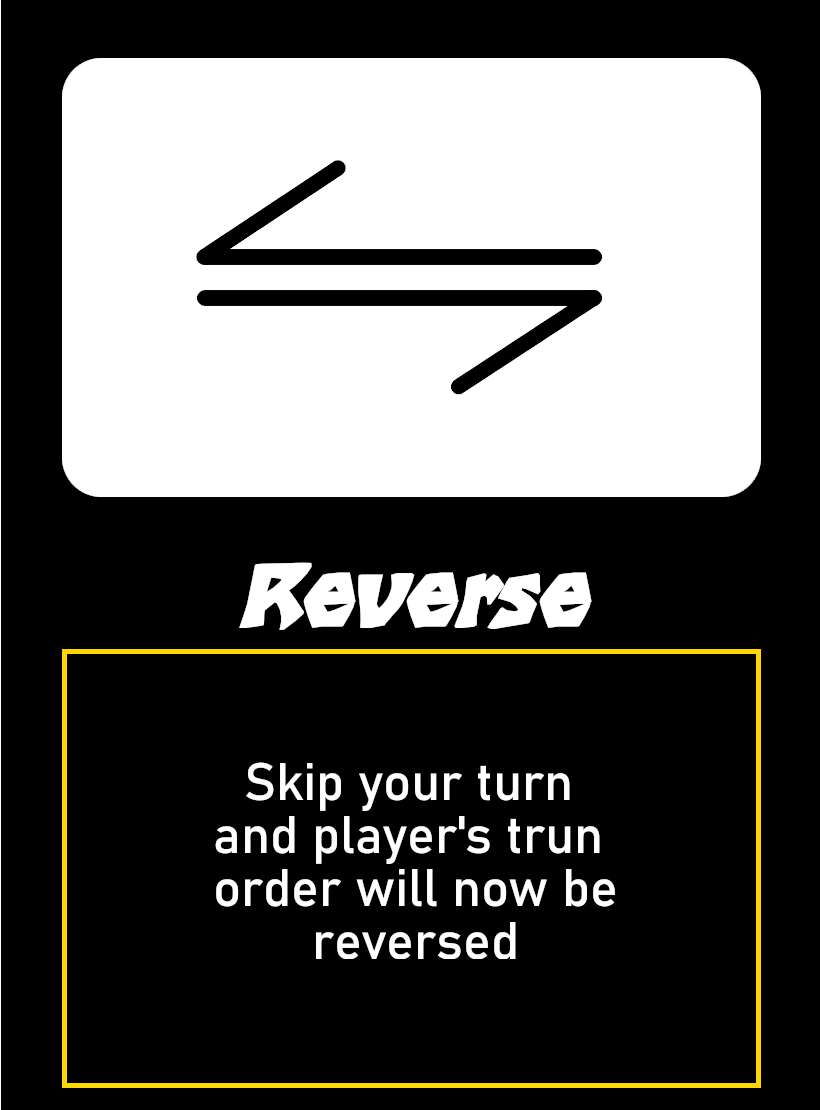 Reverse
Skip your turn
and player's trun
order will now be
reversed